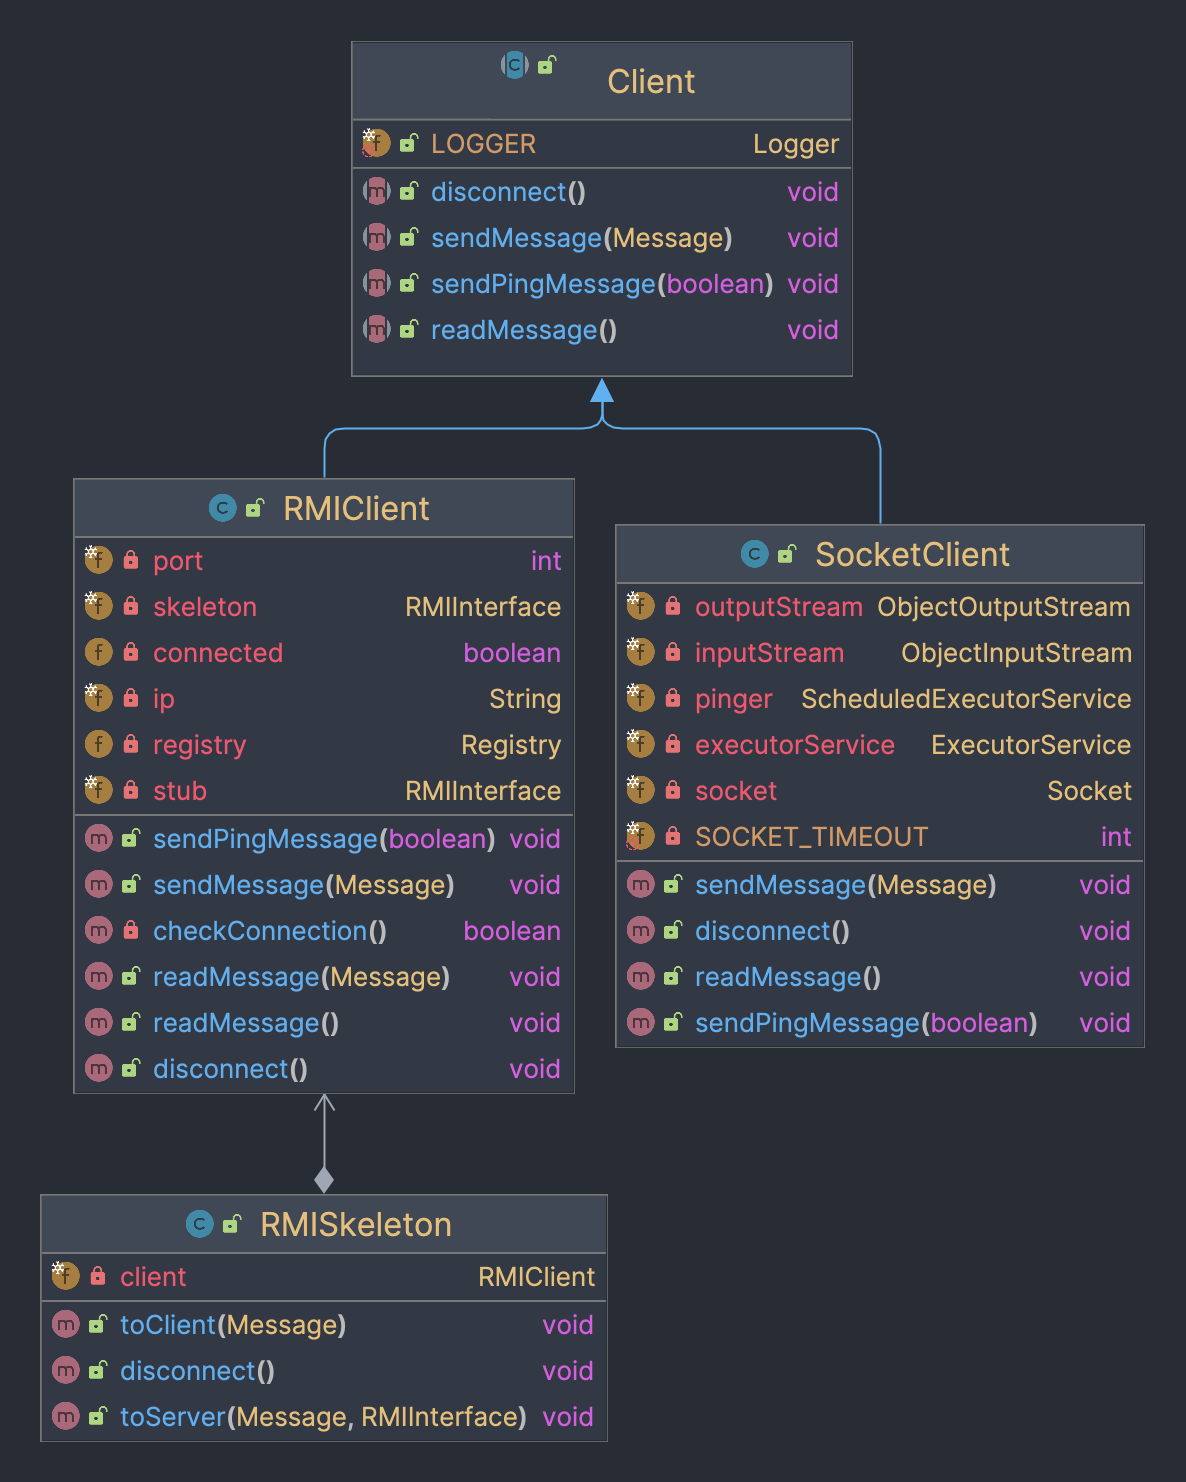 Client
LOGGER Logger
disconnect() void
sendMessage(Message) void
sendPingMessage(boolean) void
readMessage() void
RMIClient
port int
skeleton RMIInterface
connected boolean
ip String
registry Registry
stub RMIInterface
sendPingMessage(boolean) void
sendMessage(Message) void
checkConnection() boolean
readMessage(Message) void
readMessage() void
disconnect() void
SocketClient
outputStream ObjectOutputStream
inputStream ObjectInputStream
pinger ScheduledExecutorService
executorService ExecutorService
socket Socket
SOCKET_TIMEOUT int
sendMessage(Message) void
disconnect() void
readMessage() void
sendPingMessage(boolean) void
RMISkeleton
client RMIClient
toClient(Message) void
disconnect() void
toServer(Message, RMIInterface) void